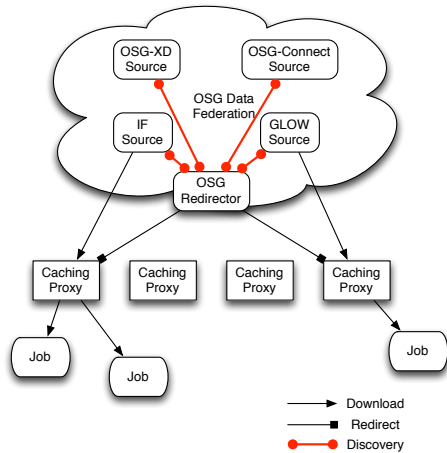 OSG-XD
Source
OSG-Connect
Source
OSG Data
Federation
IF
Source
GLOW
Source
OSG
Redirector
Caching
Proxy
Caching
Proxy
Caching
Proxy
Caching
Proxy
Job
Job
Job
Download
Redirect
Discovery